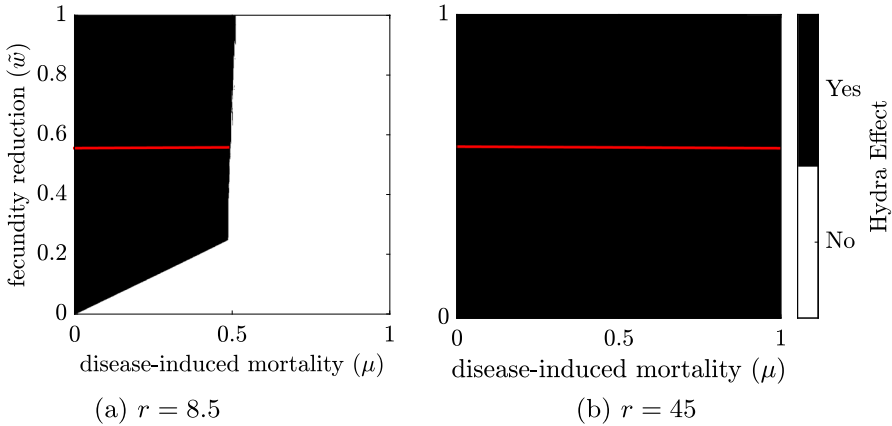 1
0.8
0.6
0.4
0.2
0
0
0.5
1
fecundity reduction (w̃)
disease-induced mortality (μ)
(a) r = 8.5
1
0
0
0.5
1
disease-induced mortality (μ)
(b) r = 45
Yes
No
Hydra Effect